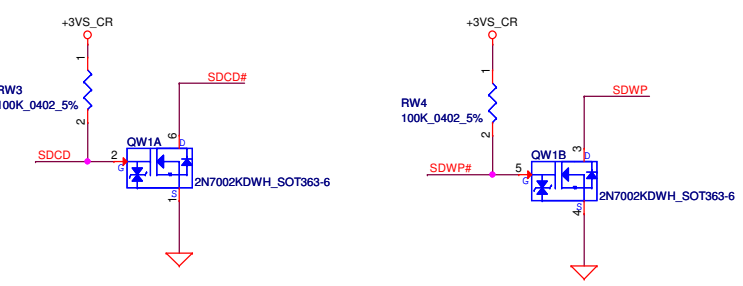 +3VS_CR
1
RW3
100K_0402_5%
2
SDCD#
SDCD
2
G
QW1A
6
D
2N7002KDWH_SOT363-6
S
1
+3VS_CR
1
RW4
100K_0402_5%
2
SDWP
SDWP#
5
G
QW1B
3
D
2N7002KDWH_SOT363-6
S
4